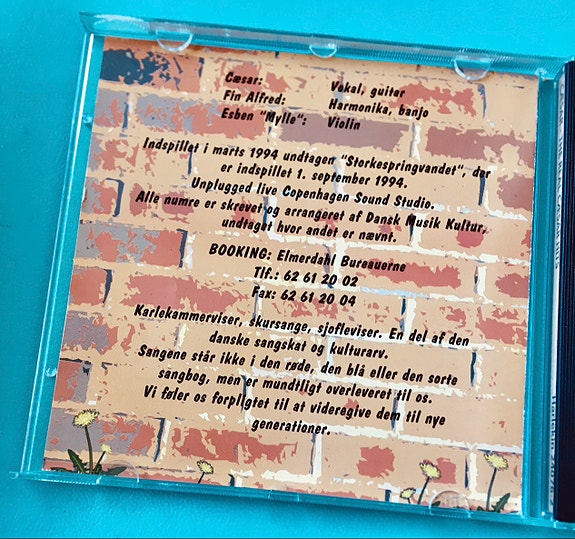 Cæsar: Vokal, guitar
Fin Alfred: Harmonika, banjo
Esben "Mylle": Violin
Indspillet i marts 1994 undtagen "Storkespringvandet", der
er indspillet 1. september 1994.
Unplugged live Copenhagen Sound Studio.
Alle numre er skrevet og arrangeret af Dansk Musik Kultur,
undtaget hvor andet er nævnt.
BOOKING: Elmerdahl Bureauerne
Tlf.: 62 61 20 02
Fax: 62 61 20 04
Karlekammerviser, skursange, sjofleviser. En del af den
danske sangskat og kulturarv.
Sangene står ikke i den røde, den blå eller den sorte
sangbog, men er mundtligt overleveret til os.
Vi føler os forpligtet til at videregive dem til nye
generationer.